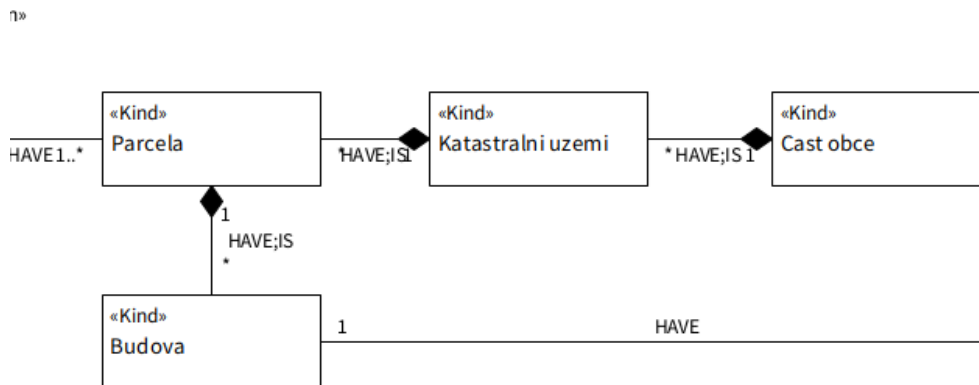 «Kind»
Parcela
«Kind»
Katastralni uzemi
«Kind»
Cast obce
HAVE 1..*
* HAVE;IS 1
* HAVE;IS 1
1
HAVE;IS
*
«Kind»
Budova
1 HAVE